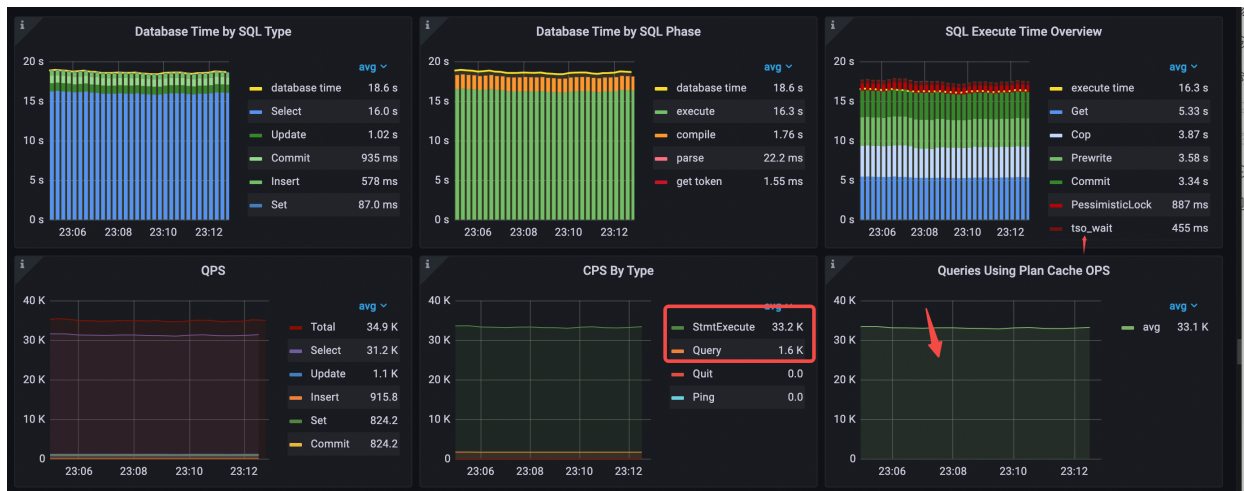 Database Time by SQL Type
20 s
15 s
10 s
5 s
0 s
23:06 23:08 23:10 23:12
avg
database time 18.6 s
Select 16.0 s
Update 1.02 s
Commit 935 ms
Insert 578 ms
Set 87.0 ms
Database Time by SQL Phase
20 s
15 s
10 s
5 s
0 s
23:06 23:08 23:10 23:12
avg
database time 18.6 s
execute 16.3 s
compile 1.76 s
parse 22.2 ms
get token 1.55 ms
SQL Execute Time Overview
20 s
15 s
10 s
5 s
0 s
23:06 23:08 23:10 23:12
avg
execute time 16.3 s
Get 5.33 s
Cop 3.87 s
Prewrite 3.58 s
Commit 3.34 s
PessimisticLock 887 ms
tso_wait 455 ms
QPS
40 K
30 K
20 K
10 K
0
23:06 23:08 23:10 23:12
avg
Total 34.9 K
Select 31.2 K
Update 1.1 K
Insert 915.8
Set 824.2
Commit 824.2
CPS By Type
40 K
30 K
20 K
10 K
0
23:06 23:08 23:10 23:12
avg
StmtExecute 33.2 K
Query 1.6 K
Quit 0.0
Ping 0.0
Queries Using Plan Cache OPS
40 K
30 K
20 K
10 K
0
23:06 23:08 23:10 23:12
avg
avg 33.1 K